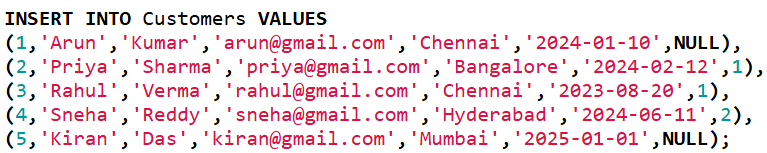 INSERT INTO Customers VALUES
(1,'Arun','Kumar','arun@gmail.com','Chennai','2024-01-10',NULL),
(2,'Priya','Sharma','priya@gmail.com','Bangalore','2024-02-12',1),
(3,'Rahul','Verma','rahul@gmail.com','Chennai','2023-08-20',1),
(4,'Sneha','Reddy','sneha@gmail.com','Hyderabad','2024-06-11',2),
(5,'Kiran','Das','kiran@gmail.com','Mumbai','2025-01-01',NULL);